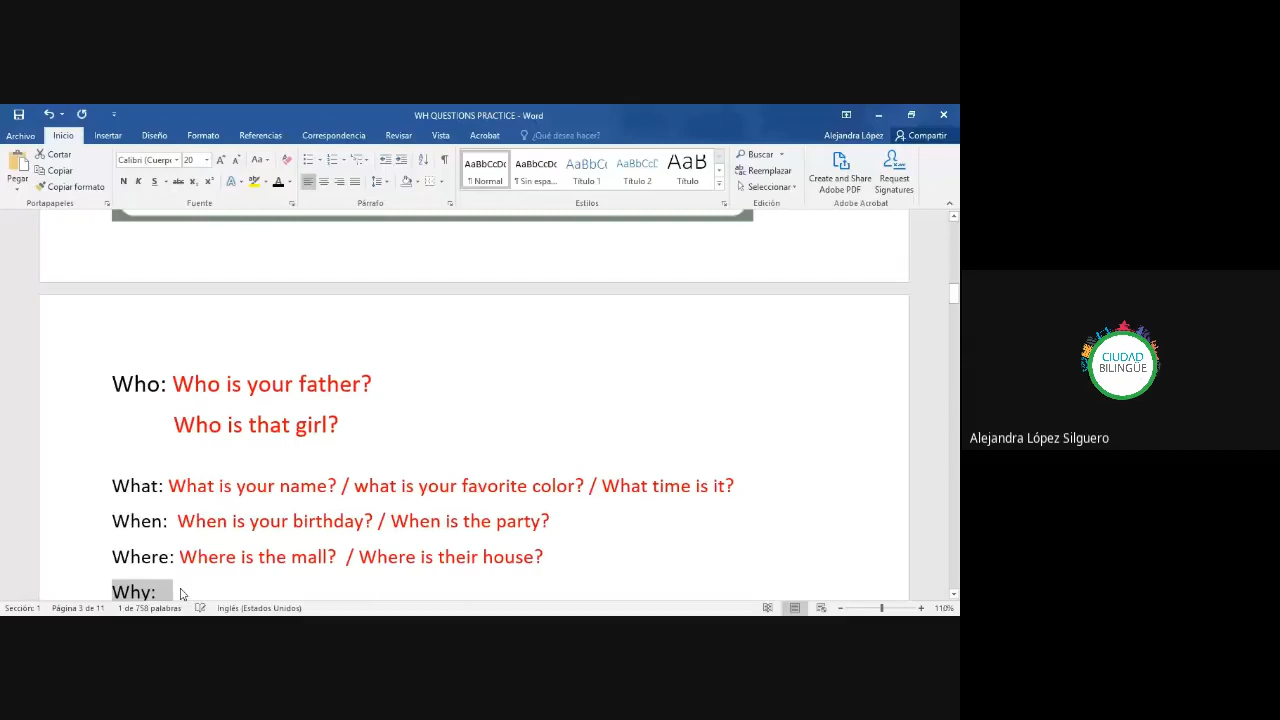 WH QUESTIONS PRACTICE - Word
Archivo Inicio Insertar Diseño Formato Referencias Correspondencia Revisar Vista Acrobat ¿Qué desea hacer? Alejandra López Compartir
Pegar
Cortar
Copiar
Copiar formato
Portapapeles
Calibri (Cuerp 20
Fuente
Párrafo
AaBbCcDc AaBbCcDc AaBbCc AaBbCcD AaB
¶ Normal ¶ Sin espa... Título 1 Título 2 Título
Estilos
Buscar
Reemplazar
Seleccionar
Edición
Create and Share Adobe PDF
Request Signatures
Adobe Acrobat
Who: Who is your father?
Who is that girl?
What: What is your name? / what is your favorite color? / What time is it?
When: When is your birthday? / When is the party?
Where: Where is the mall? / Where is their house?
Why:
Sección: 1 Página 3 de 11 1 de 758 palabras Inglés (Estados Unidos) 110%
CIUDAD
BILINGÜE
Alejandra López Silguero